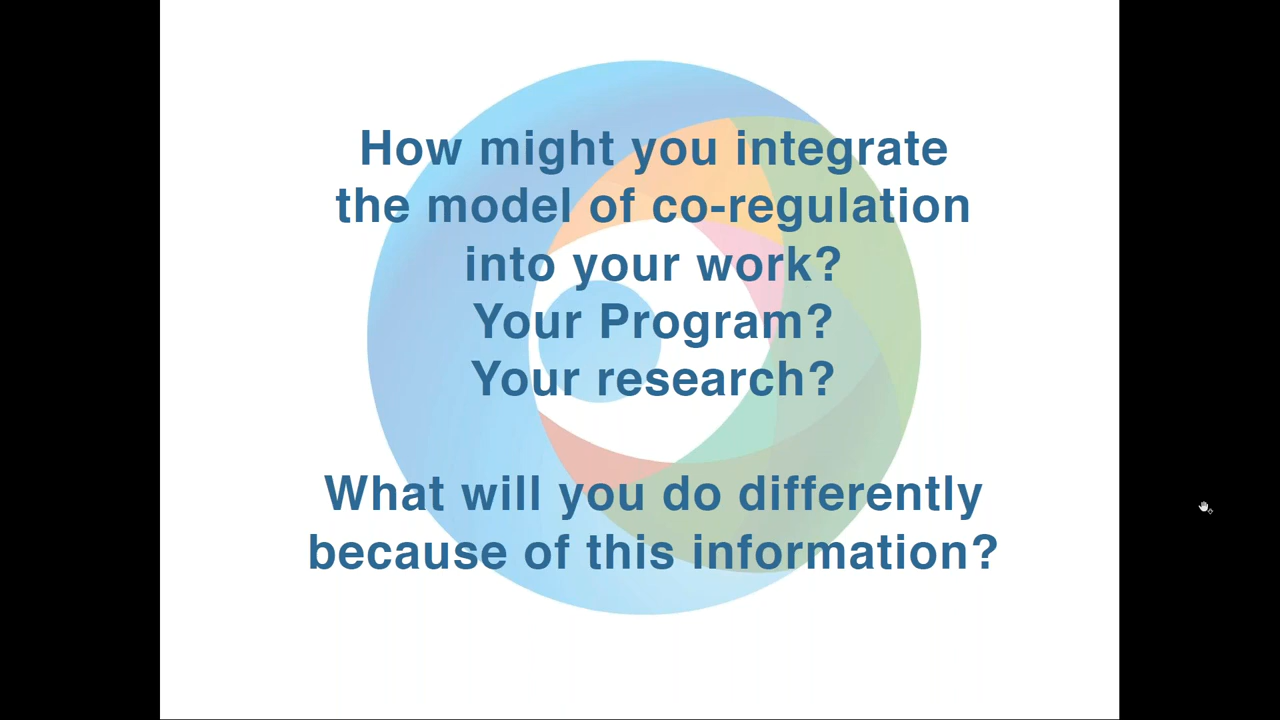 How might you integrate
the model of co-regulation
into your work?
Your Program?
Your research?
What will you do differently
because of this information?